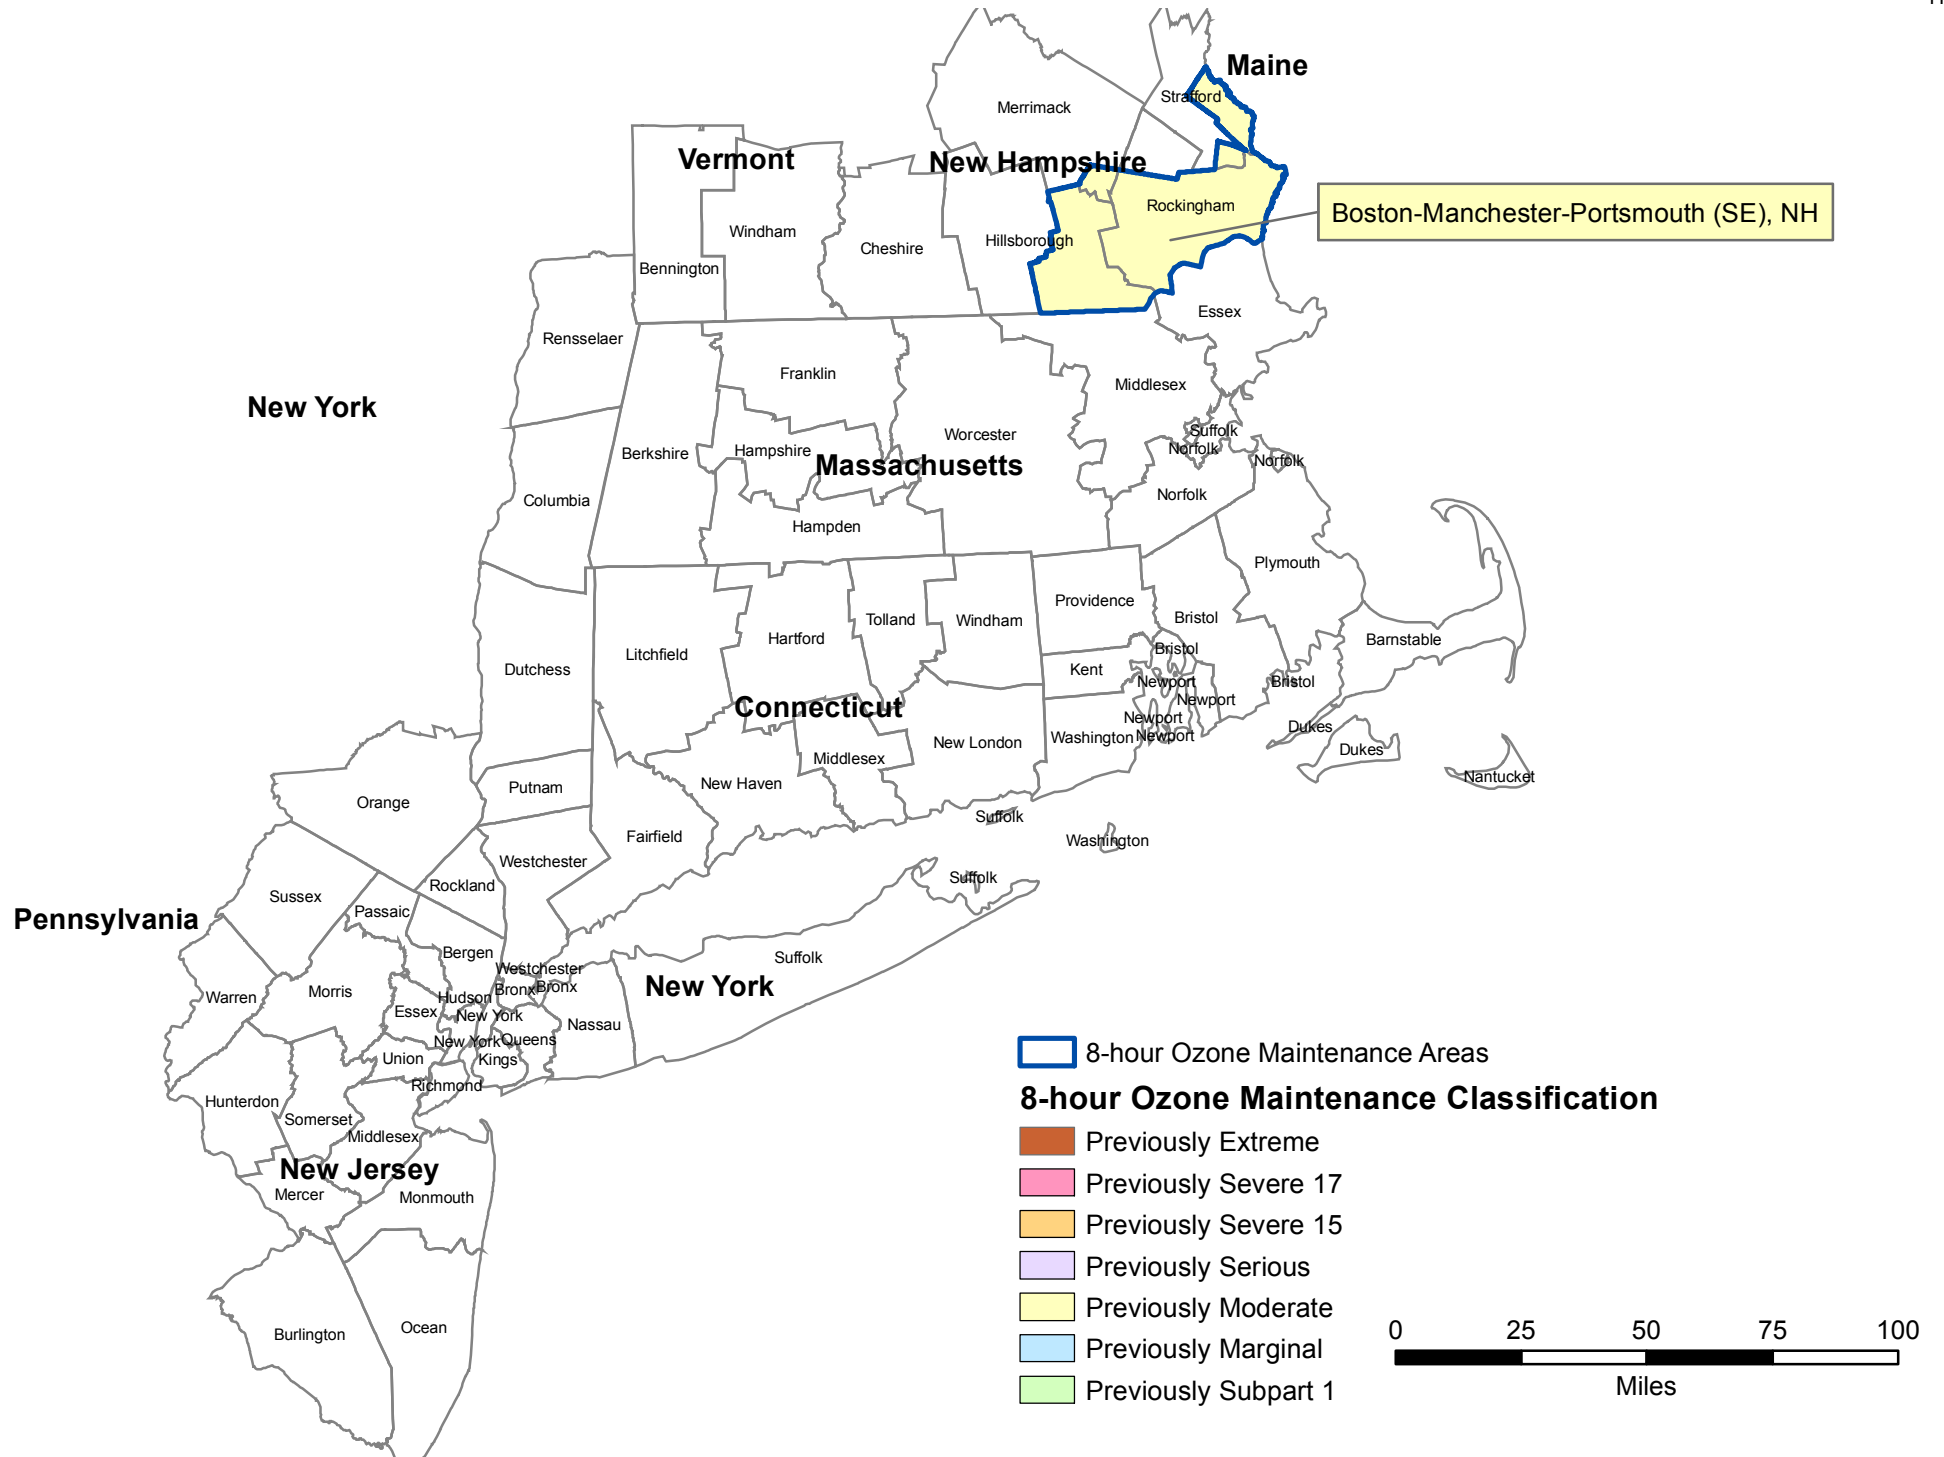 Maine
Strafford
Merrimack
Vermont
New Hampshire
Rockingham
Boston-Manchester-Portsmouth (SE), NH
Windham
Hillsborough
Cheshire
Bennington
Essex
Rensselaer
Franklin
Middlesex
New York
Suffolk
Worcester
Norfolk
Hampshire
Berkshire
Norfolk
Massachusetts
Norfolk
Columbia
Hampden
Plymouth
Providence
Bristol
Tolland
Windham
Hartford
Barnstable
Bristol
Litchfield
Kent
Dutchess
Newport
Bristol
Newport
Connecticut
Newport
Dukes
Washington
Newport
New London
Dukes
Middlesex
Nantucket
New Haven
Putnam
Orange
Suffolk
Fairfield
Washington
Westchester
Suffolk
Rockland
Sussex
Passaic
Pennsylvania
Bergen
Suffolk
Westchester
New York
Bronx
Bronx
Morris
Warren
Hudson
Essex
New York
Nassau
New York
Queens
Union
Kings
Richmond
Hunterdon
Somerset
Middlesex
New Jersey
Mercer
Monmouth
Burlington
Ocean
8-hour Ozone Maintenance Areas
8-hour Ozone Maintenance Classification
Previously Extreme
Previously Severe 17
Previously Severe 15
Previously Serious
Previously Moderate
Previously Marginal
Previously Subpart 1
0 25 50 75 100
Miles